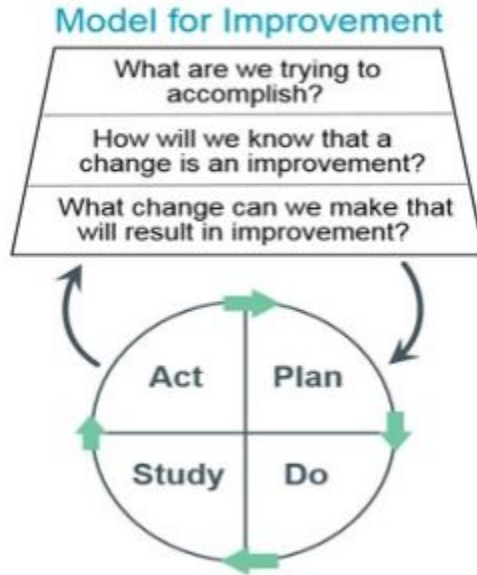 Model for Improvement
What are we trying to
accomplish?
How will we know that a
change is an improvement?
What change can we make that
will result in improvement?
Act
Plan
Study
Do